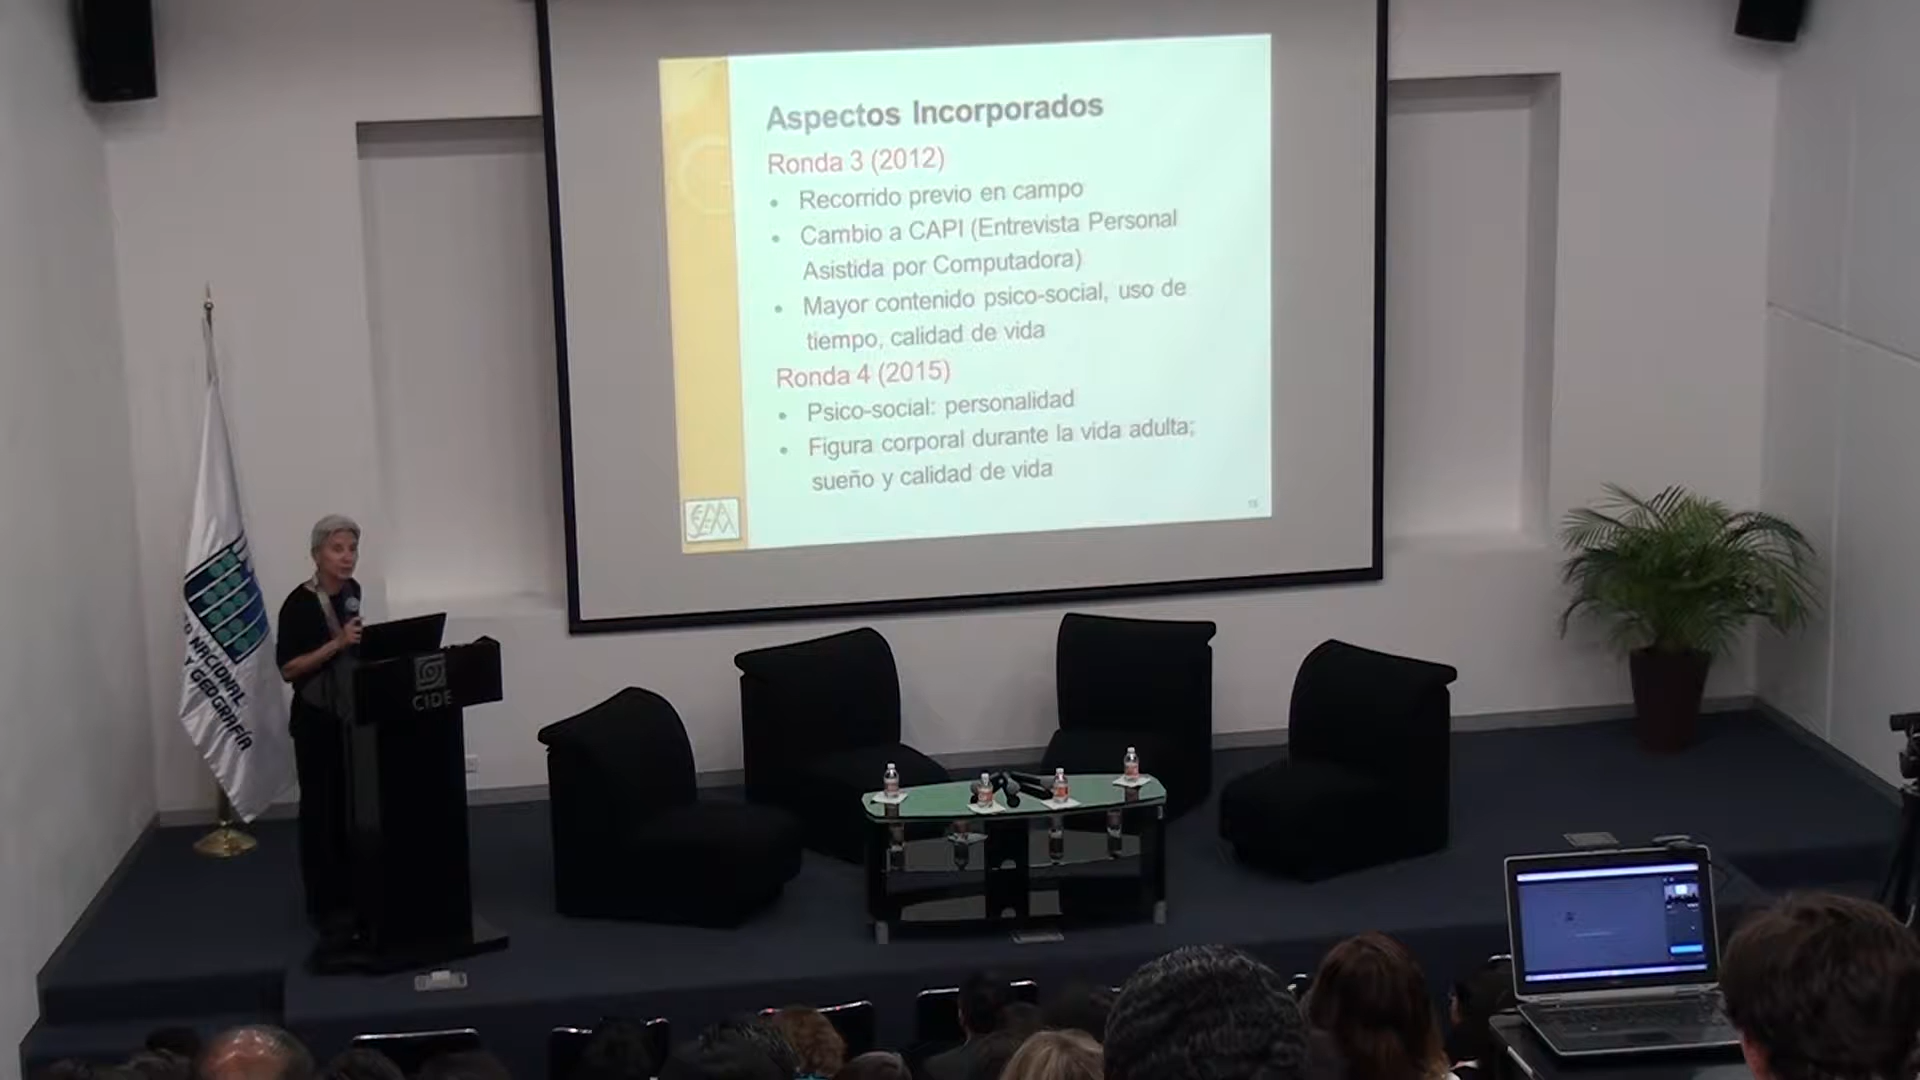 Aspectos Incorporados
Ronda 3 (2012)
• Recorrido previo en campo
• Cambio a CAPI (Entrevista Personal
Asistida por Computadora)
• Mayor contenido psico-social, uso de
tiempo, calidad de vida
Ronda 4 (2015)
• Psico-social: personalidad
• Figura corporal durante la vida adulta;
sueño y calidad de vida
NACIONAL
Y GEOGRAFÍA
CIDE